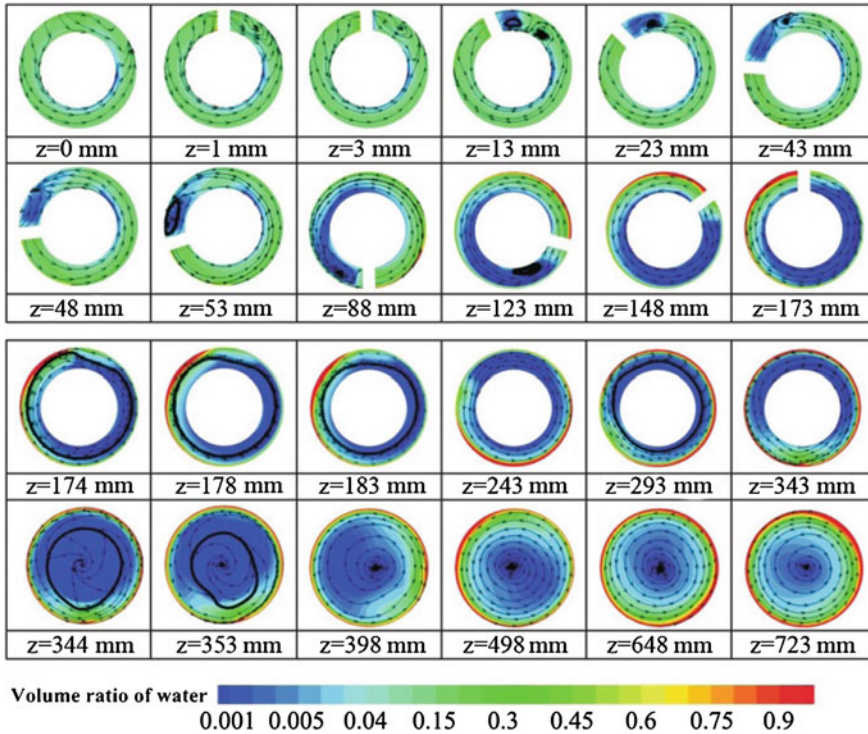 z=0 mm z=1 mm z=3 mm z=13 mm z=23 mm z=43 mm
z=48 mm z=53 mm z=88 mm z=123 mm z=148 mm z=173 mm
z=174 mm z=178 mm z=183 mm z=243 mm z=293 mm z=343 mm
z=344 mm z=353 mm z=398 mm z=498 mm z=648 mm z=723 mm
Volume ratio of water
0.001 0.005 0.04 0.15 0.3 0.45 0.6 0.75 0.9